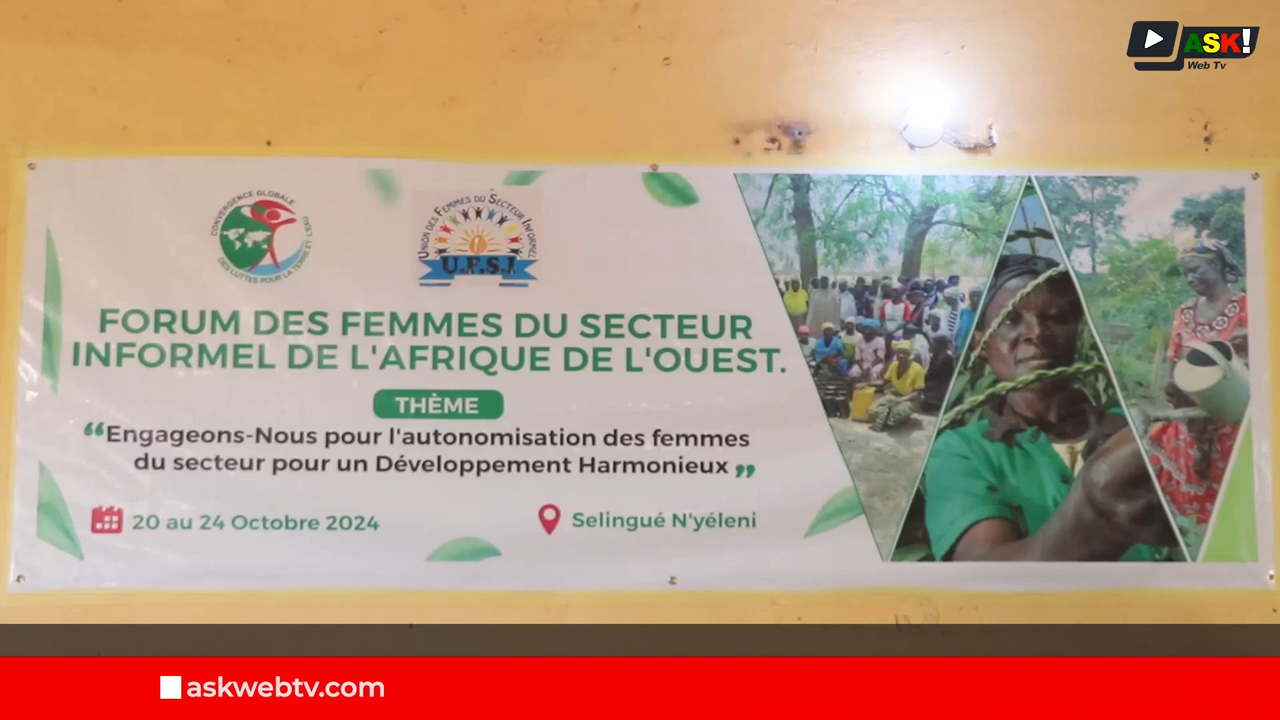 ASK!
Web Tv
CONVERGENCE GLOBALE
DES LUTTES POUR LA TERRE ET L'EAU
UNION DES FEMMES DU SECTEUR INFORMEL
U.F.S.I
FORUM DES FEMMES DU SECTEUR
INFORMEL DE L'AFRIQUE DE L'OUEST.
THÈME
“Engageons-Nous pour l'autonomisation des femmes
du secteur pour un Développement Harmonieux”
20 au 24 Octobre 2024
Selingué N'yéleni
askwebtv.com